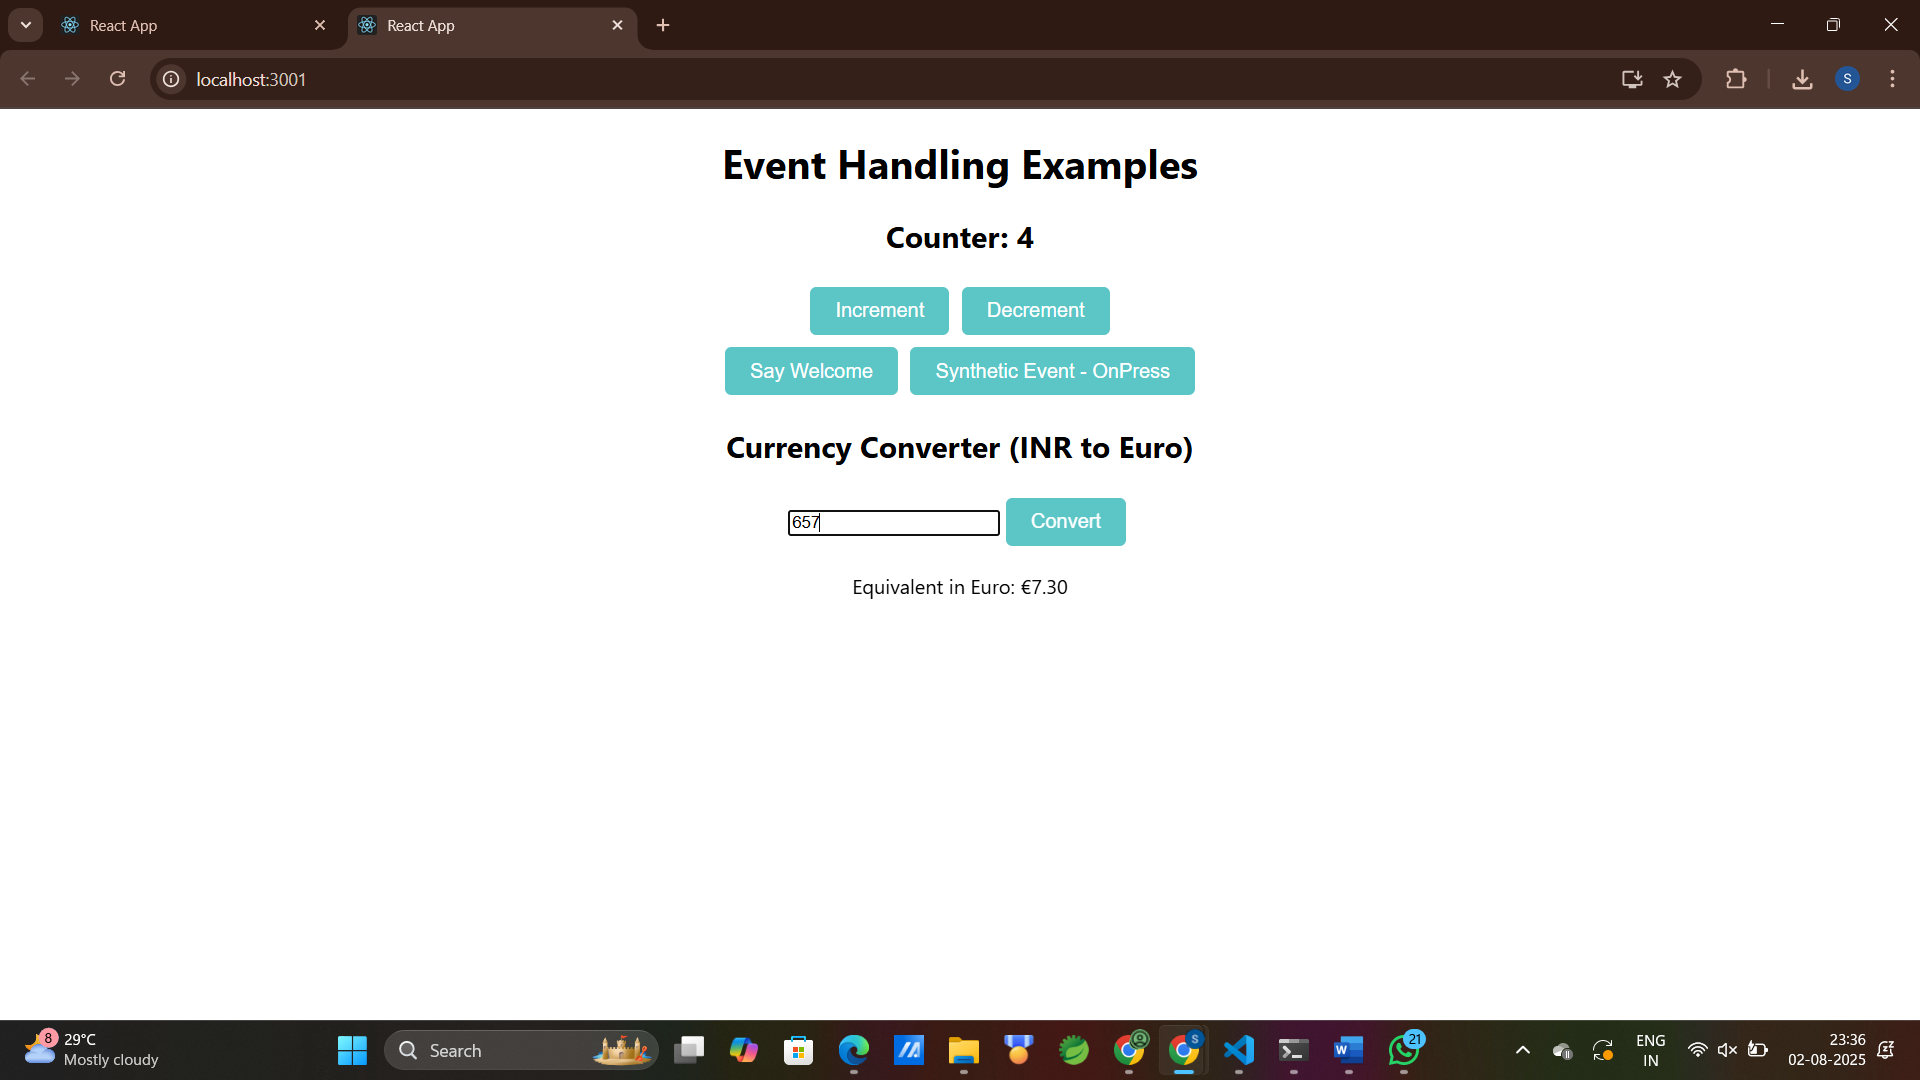 React App
React App
localhost:3001
S
Event Handling Examples
Counter: 4
Increment Decrement
Say Welcome Synthetic Event - OnPress
Currency Converter (INR to Euro)
657 Convert
Equivalent in Euro: €7.30
8 29°C
Mostly cloudy
Search
S
W
21
ENG
IN
23:36
02-08-2025